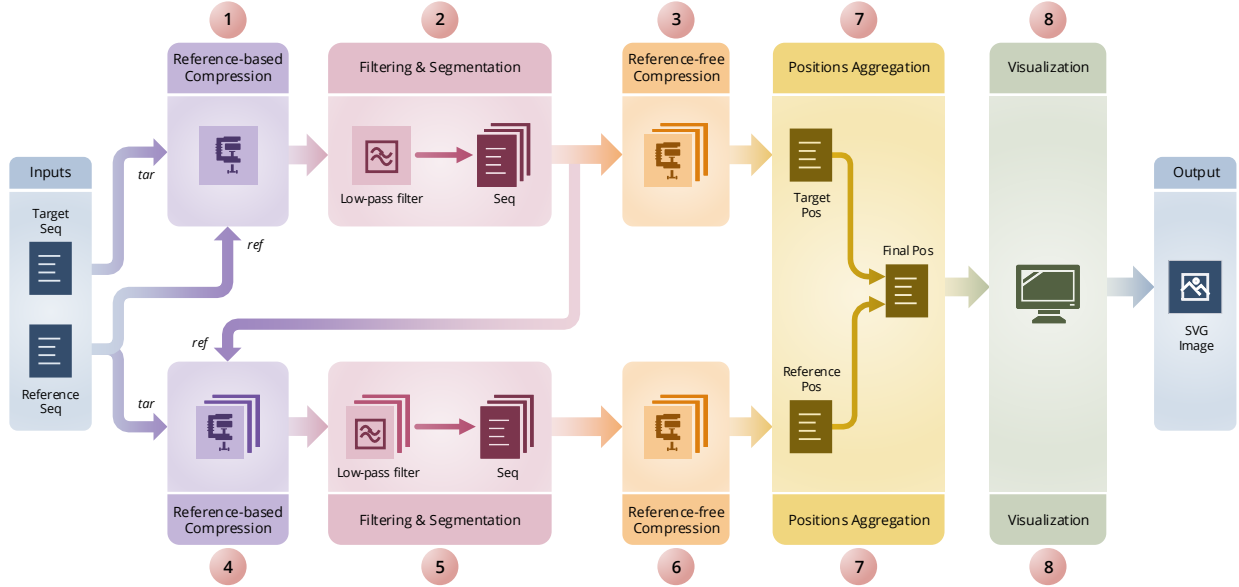 1
2
3
7
8
Reference-based
Compression
Filtering & Segmentation
Reference-free
Compression
Positions Aggregation
Visualization
Inputs
Target
Seq
Reference
Seq
tar
ref
Low-pass filter
Seq
Target
Pos
Final Pos
Reference
Pos
Output
SVG
Image
ref
tar
Low-pass filter
Seq
Reference-based
Compression
Filtering & Segmentation
Reference-free
Compression
Positions Aggregation
Visualization
4
5
6
7
8